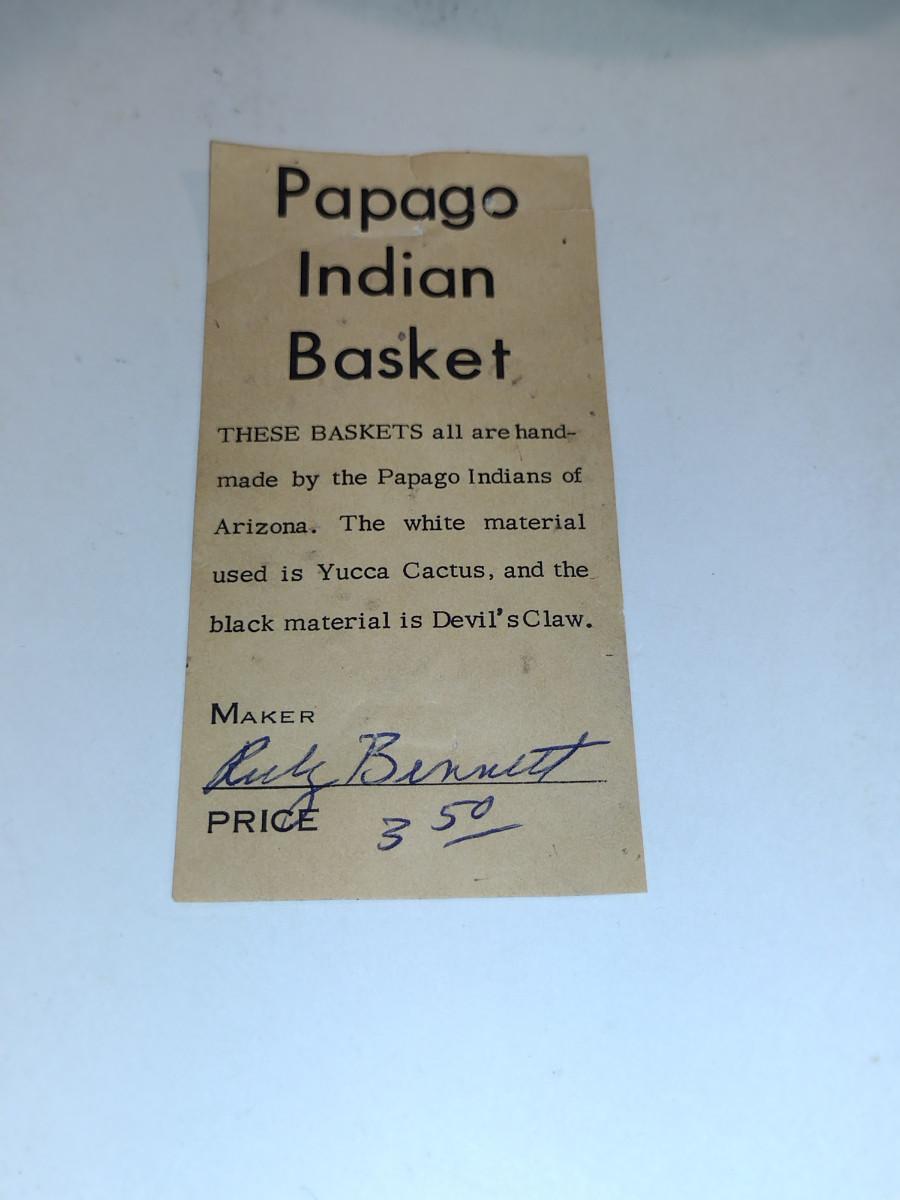 Papago
Indian
Basket
THESE BASKETS all are hand-
made by the Papago Indians of
Arizona. The white material
used is Yucca Cactus, and the
black material is Devil's Claw.
MAKER
Ruby Bennett
PRICE 3 50